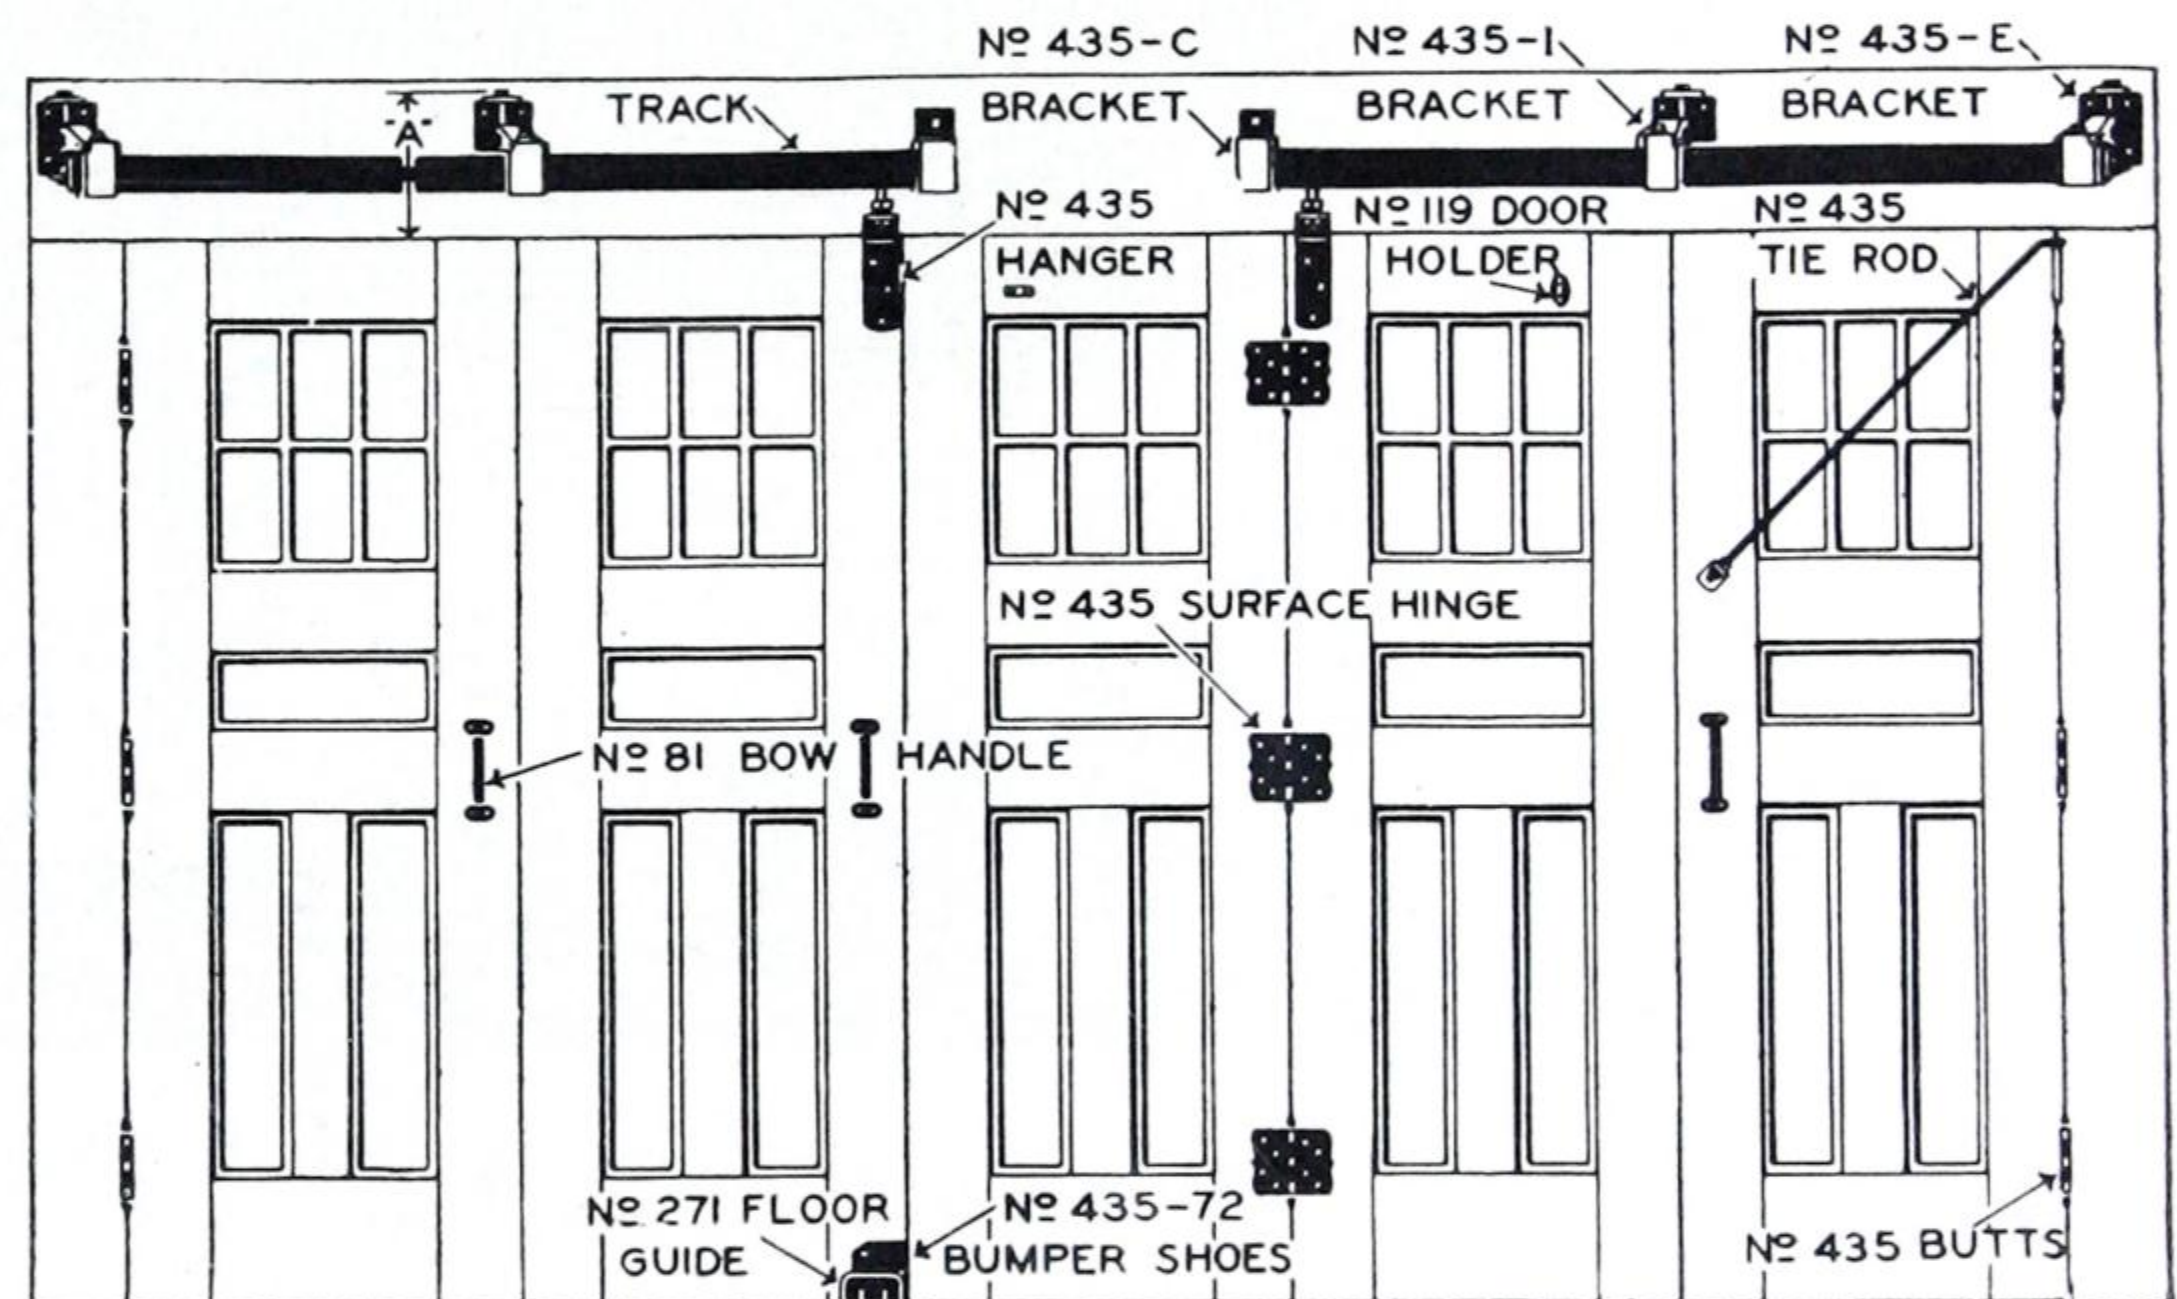 Nº 435-C
BRACKET
Nº 435-I
BRACKET
Nº 435-E
BRACKET
TRACK
"A"
Nº 435
HANGER
Nº 119 DOOR
HOLDER
Nº 435
TIE ROD
Nº 435 SURFACE HINGE
Nº 81 BOW HANDLE
Nº 271 FLOOR
GUIDE
Nº 435-72
BUMPER SHOES
Nº 435 BUTTS